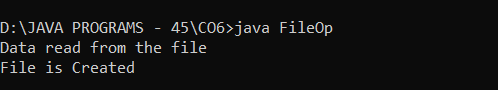 D:\JAVA PROGRAMS - 45\CO6>java FileOp
Data read from the file
File is Created